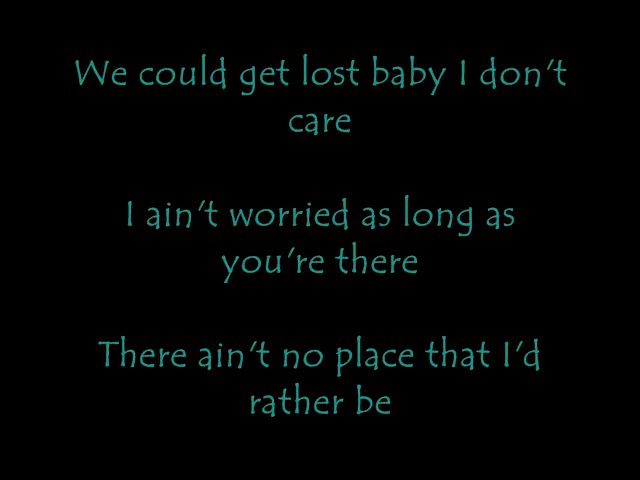 We could get lost baby I don't
care
I ain't worried as long as
you're there
There ain't no place that I'd
rather be